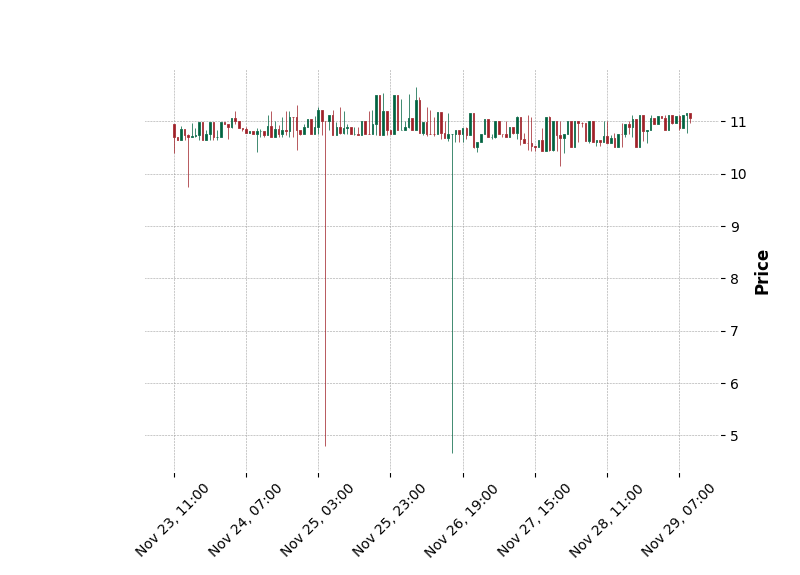 11
10
9
8
7
6
5
Price
Nov 23, 11:00
Nov 24, 07:00
Nov 25, 03:00
Nov 25, 23:00
Nov 26, 19:00
Nov 27, 15:00
Nov 28, 11:00
Nov 29, 07:00